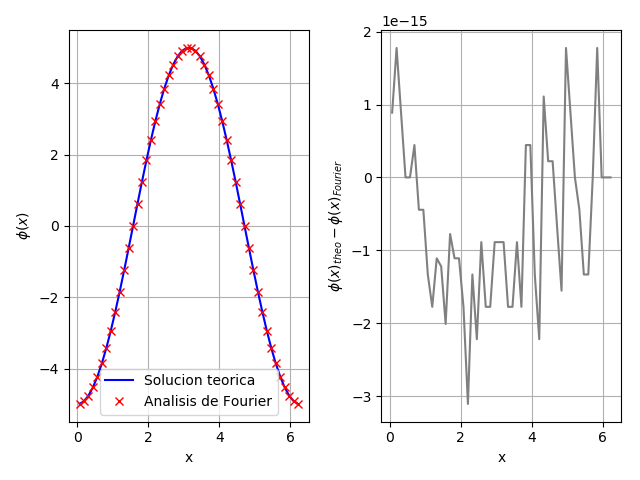 4
2
0
−2
−4
ϕ(x)
0
2
4
6
x
Solucion teorica
Analisis de Fourier
1e−15
2
1
0
−1
−2
−3
ϕ(x)theo − ϕ(x)Fourier
0
2
4
6
x